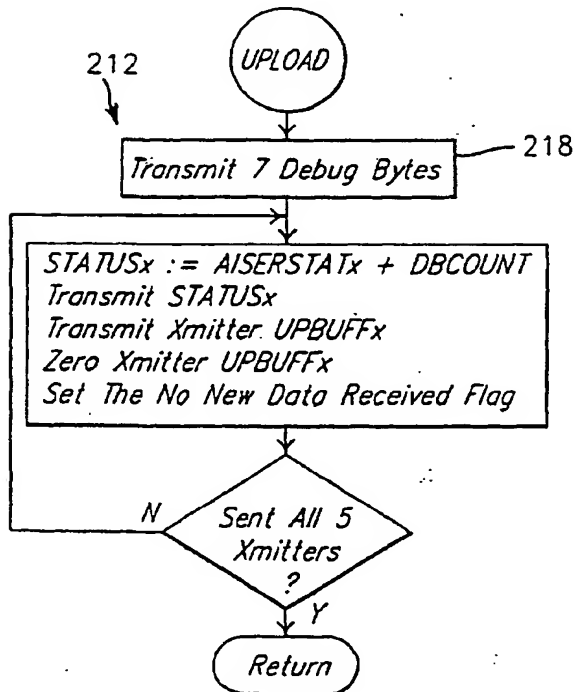 UPLOAD
212
218
Transmit 7 Debug Bytes
STATUSx := AISERSTATx + DBCOUNT
Transmit STATUSx
Transmit Xmitter UPBUFFx
Zero Xmitter UPBUFFx
Set The No New Data Received Flag
N
Sent All 5
Xmitters
?
Y
Return